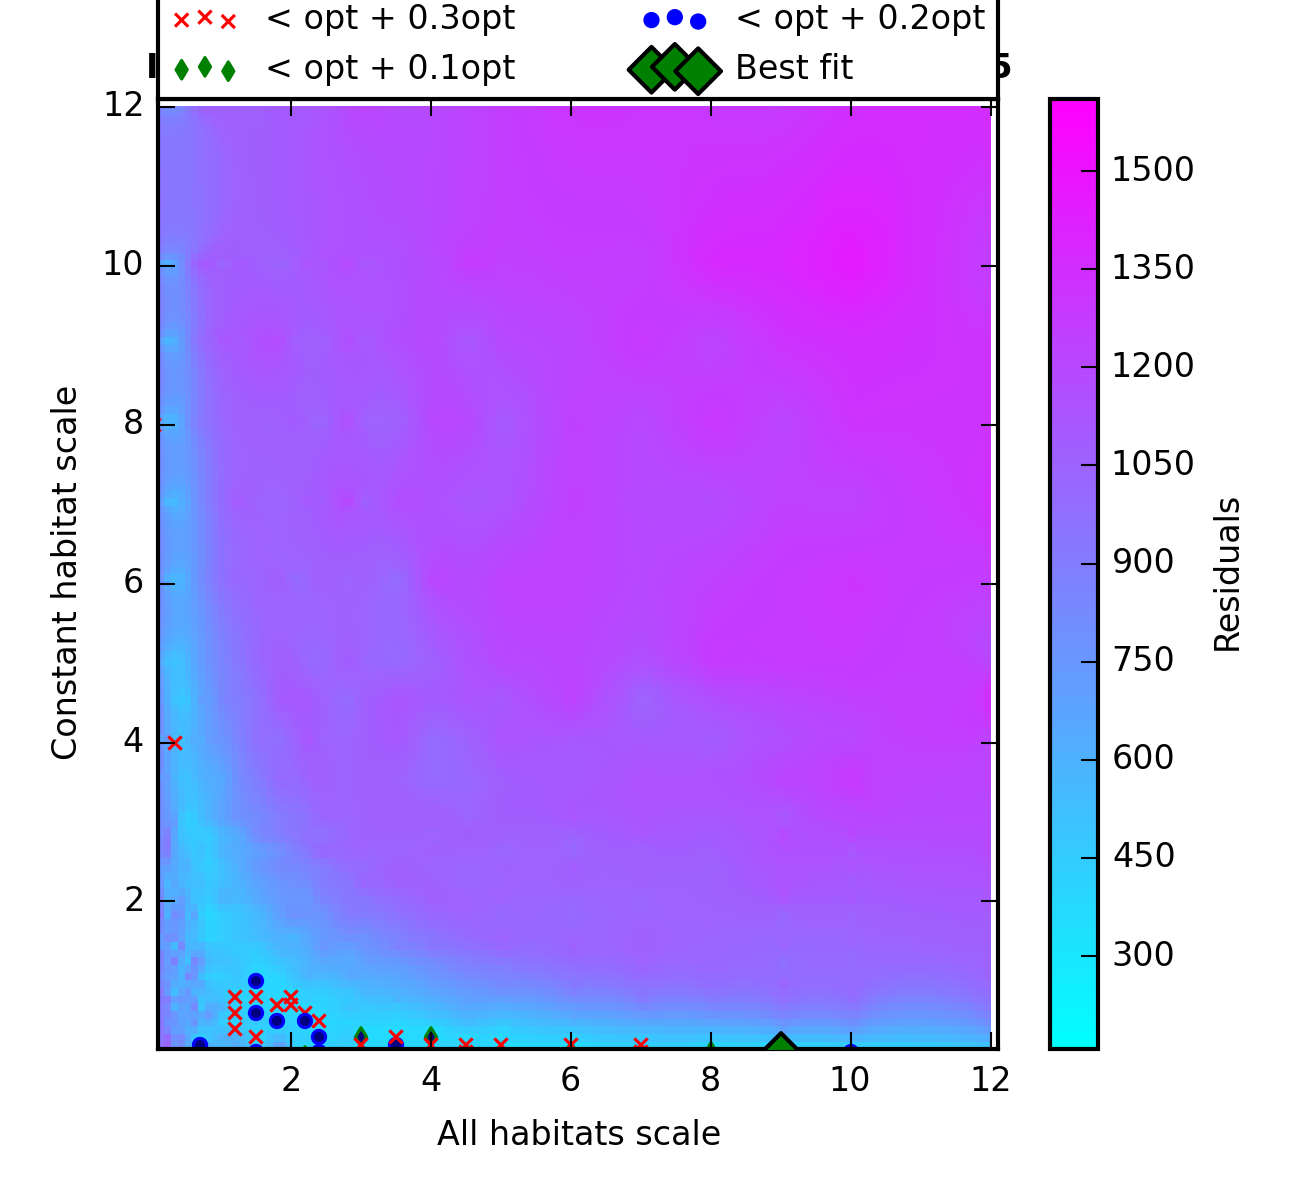 < opt + 0.3opt < opt + 0.2opt
< opt + 0.1opt Best fit
12
10
8
6
4
2
2 4 6 8 10 12
All habitats scale
Constant habitat scale
1500
1350
1200
1050
900
750
600
450
300
Residuals